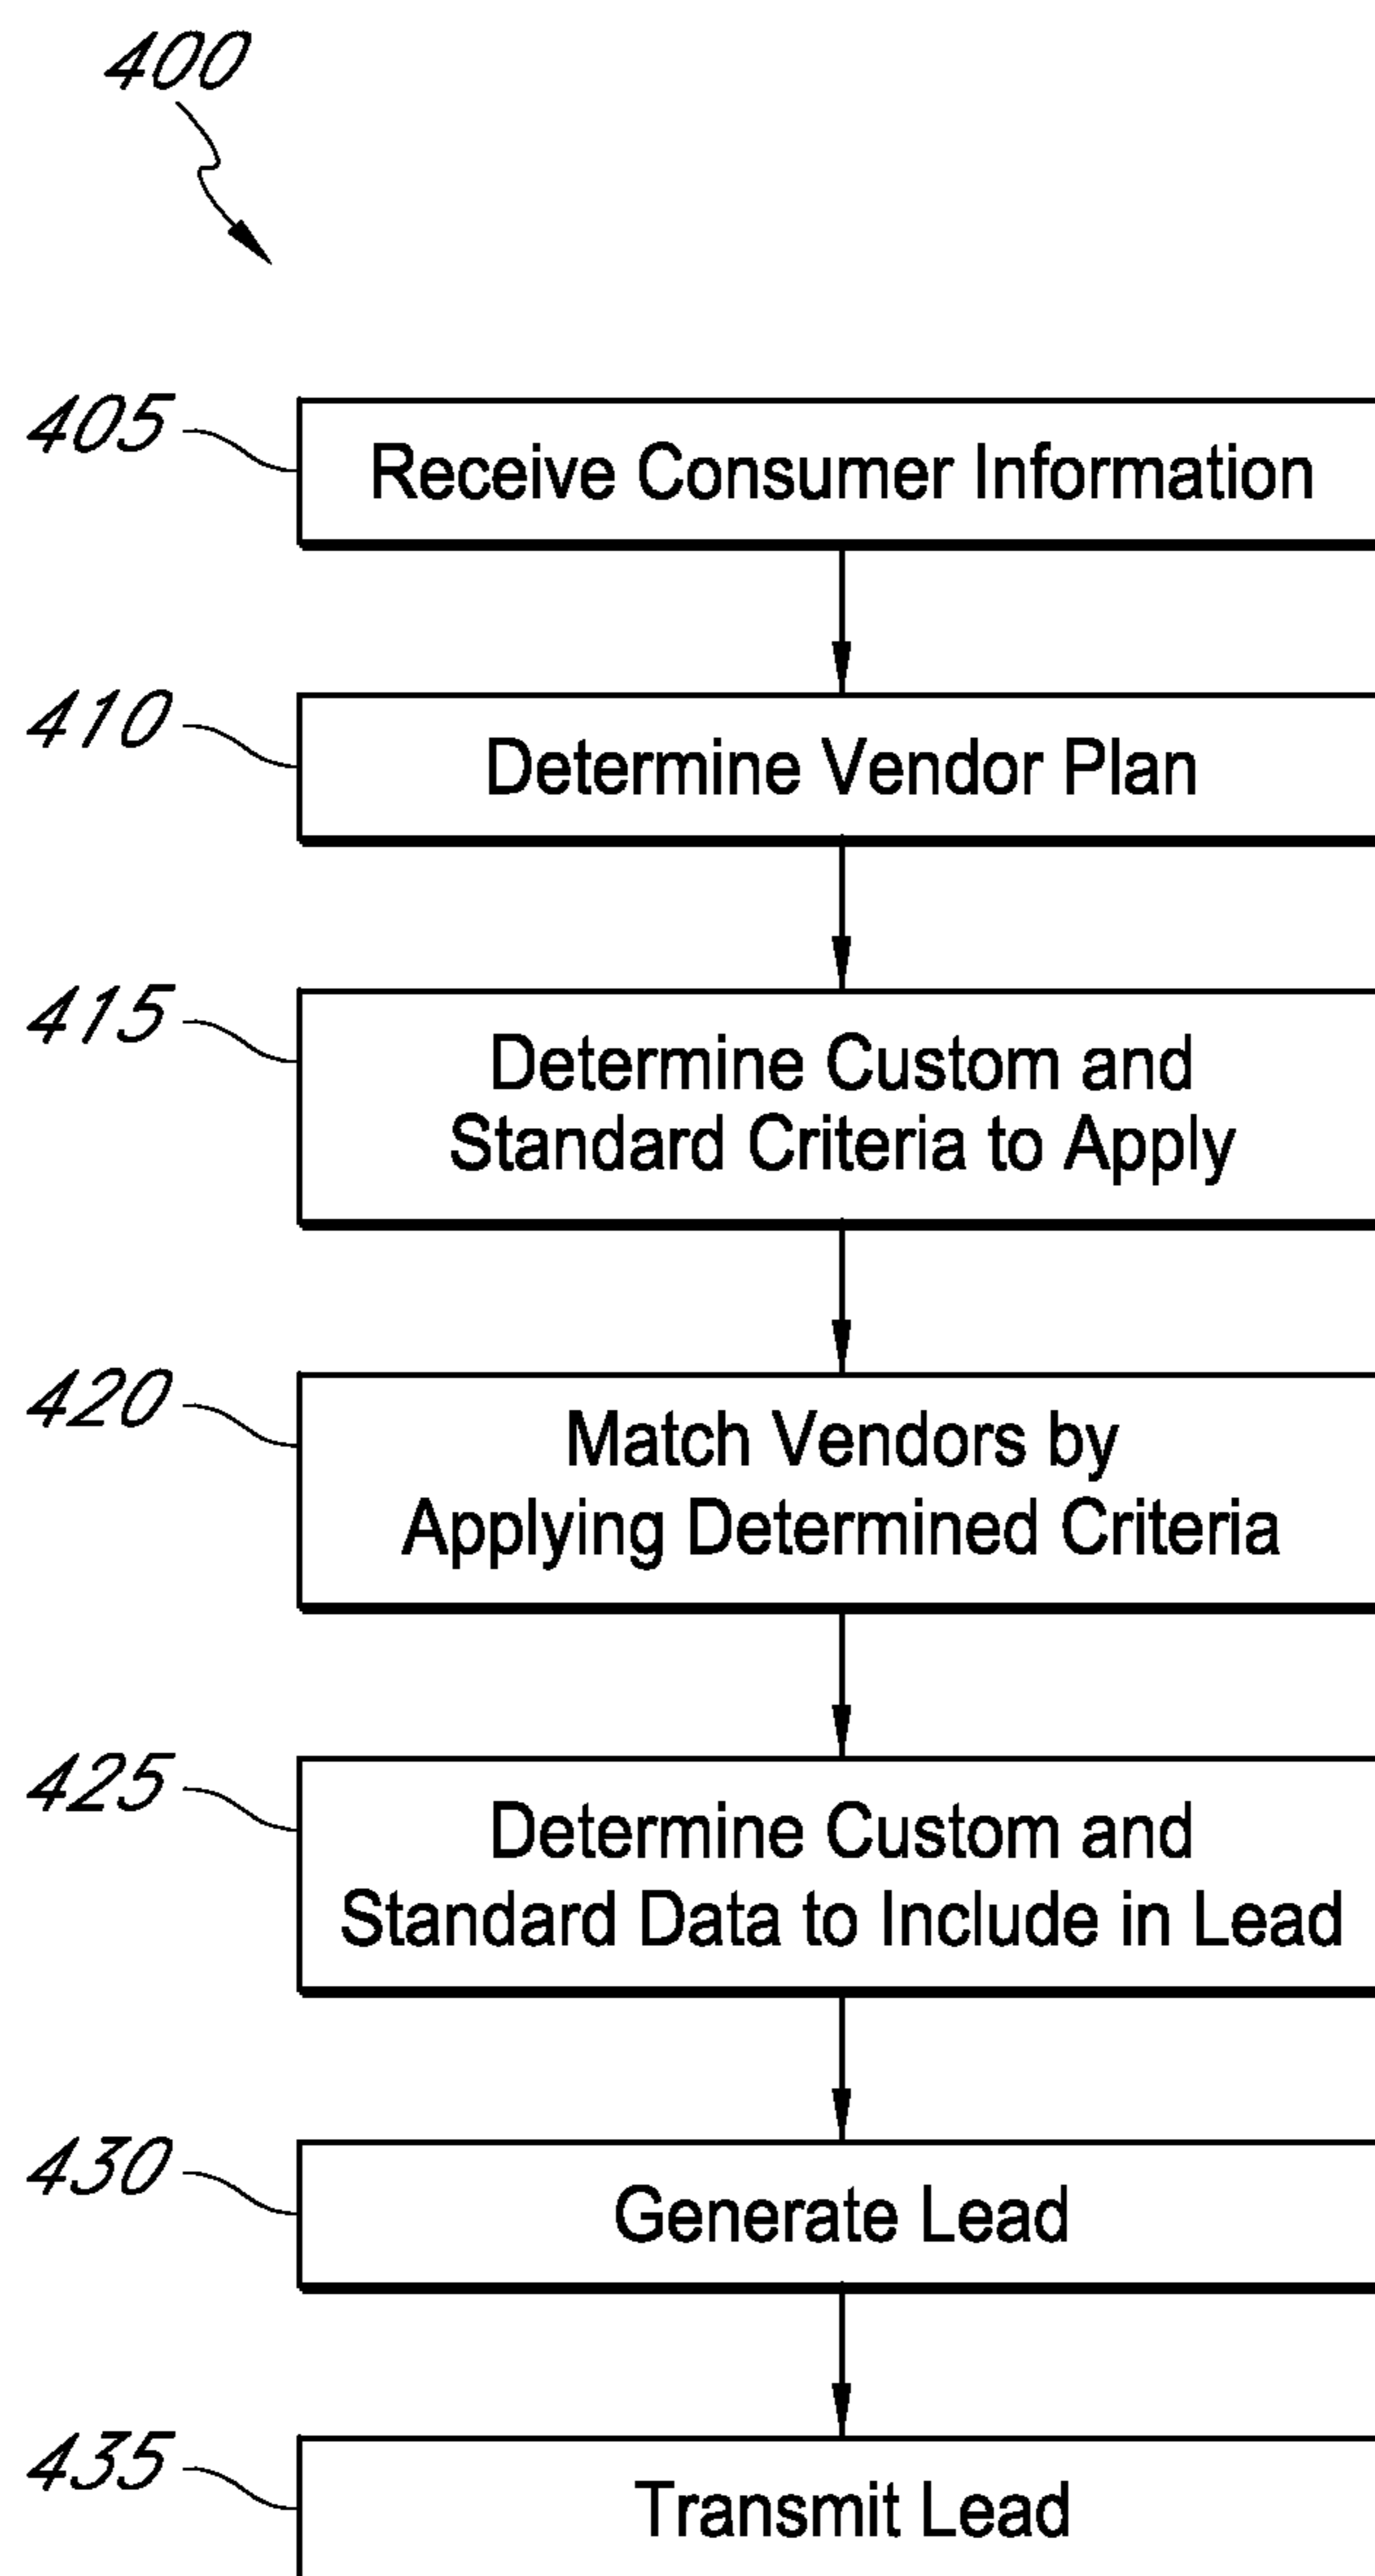 400
405
Receive Consumer Information
410
Determine Vendor Plan
415
Determine Custom and
Standard Criteria to Apply
420
Match Vendors by
Applying Determined Criteria
425
Determine Custom and
Standard Data to Include in Lead
430
Generate Lead
435
Transmit Lead